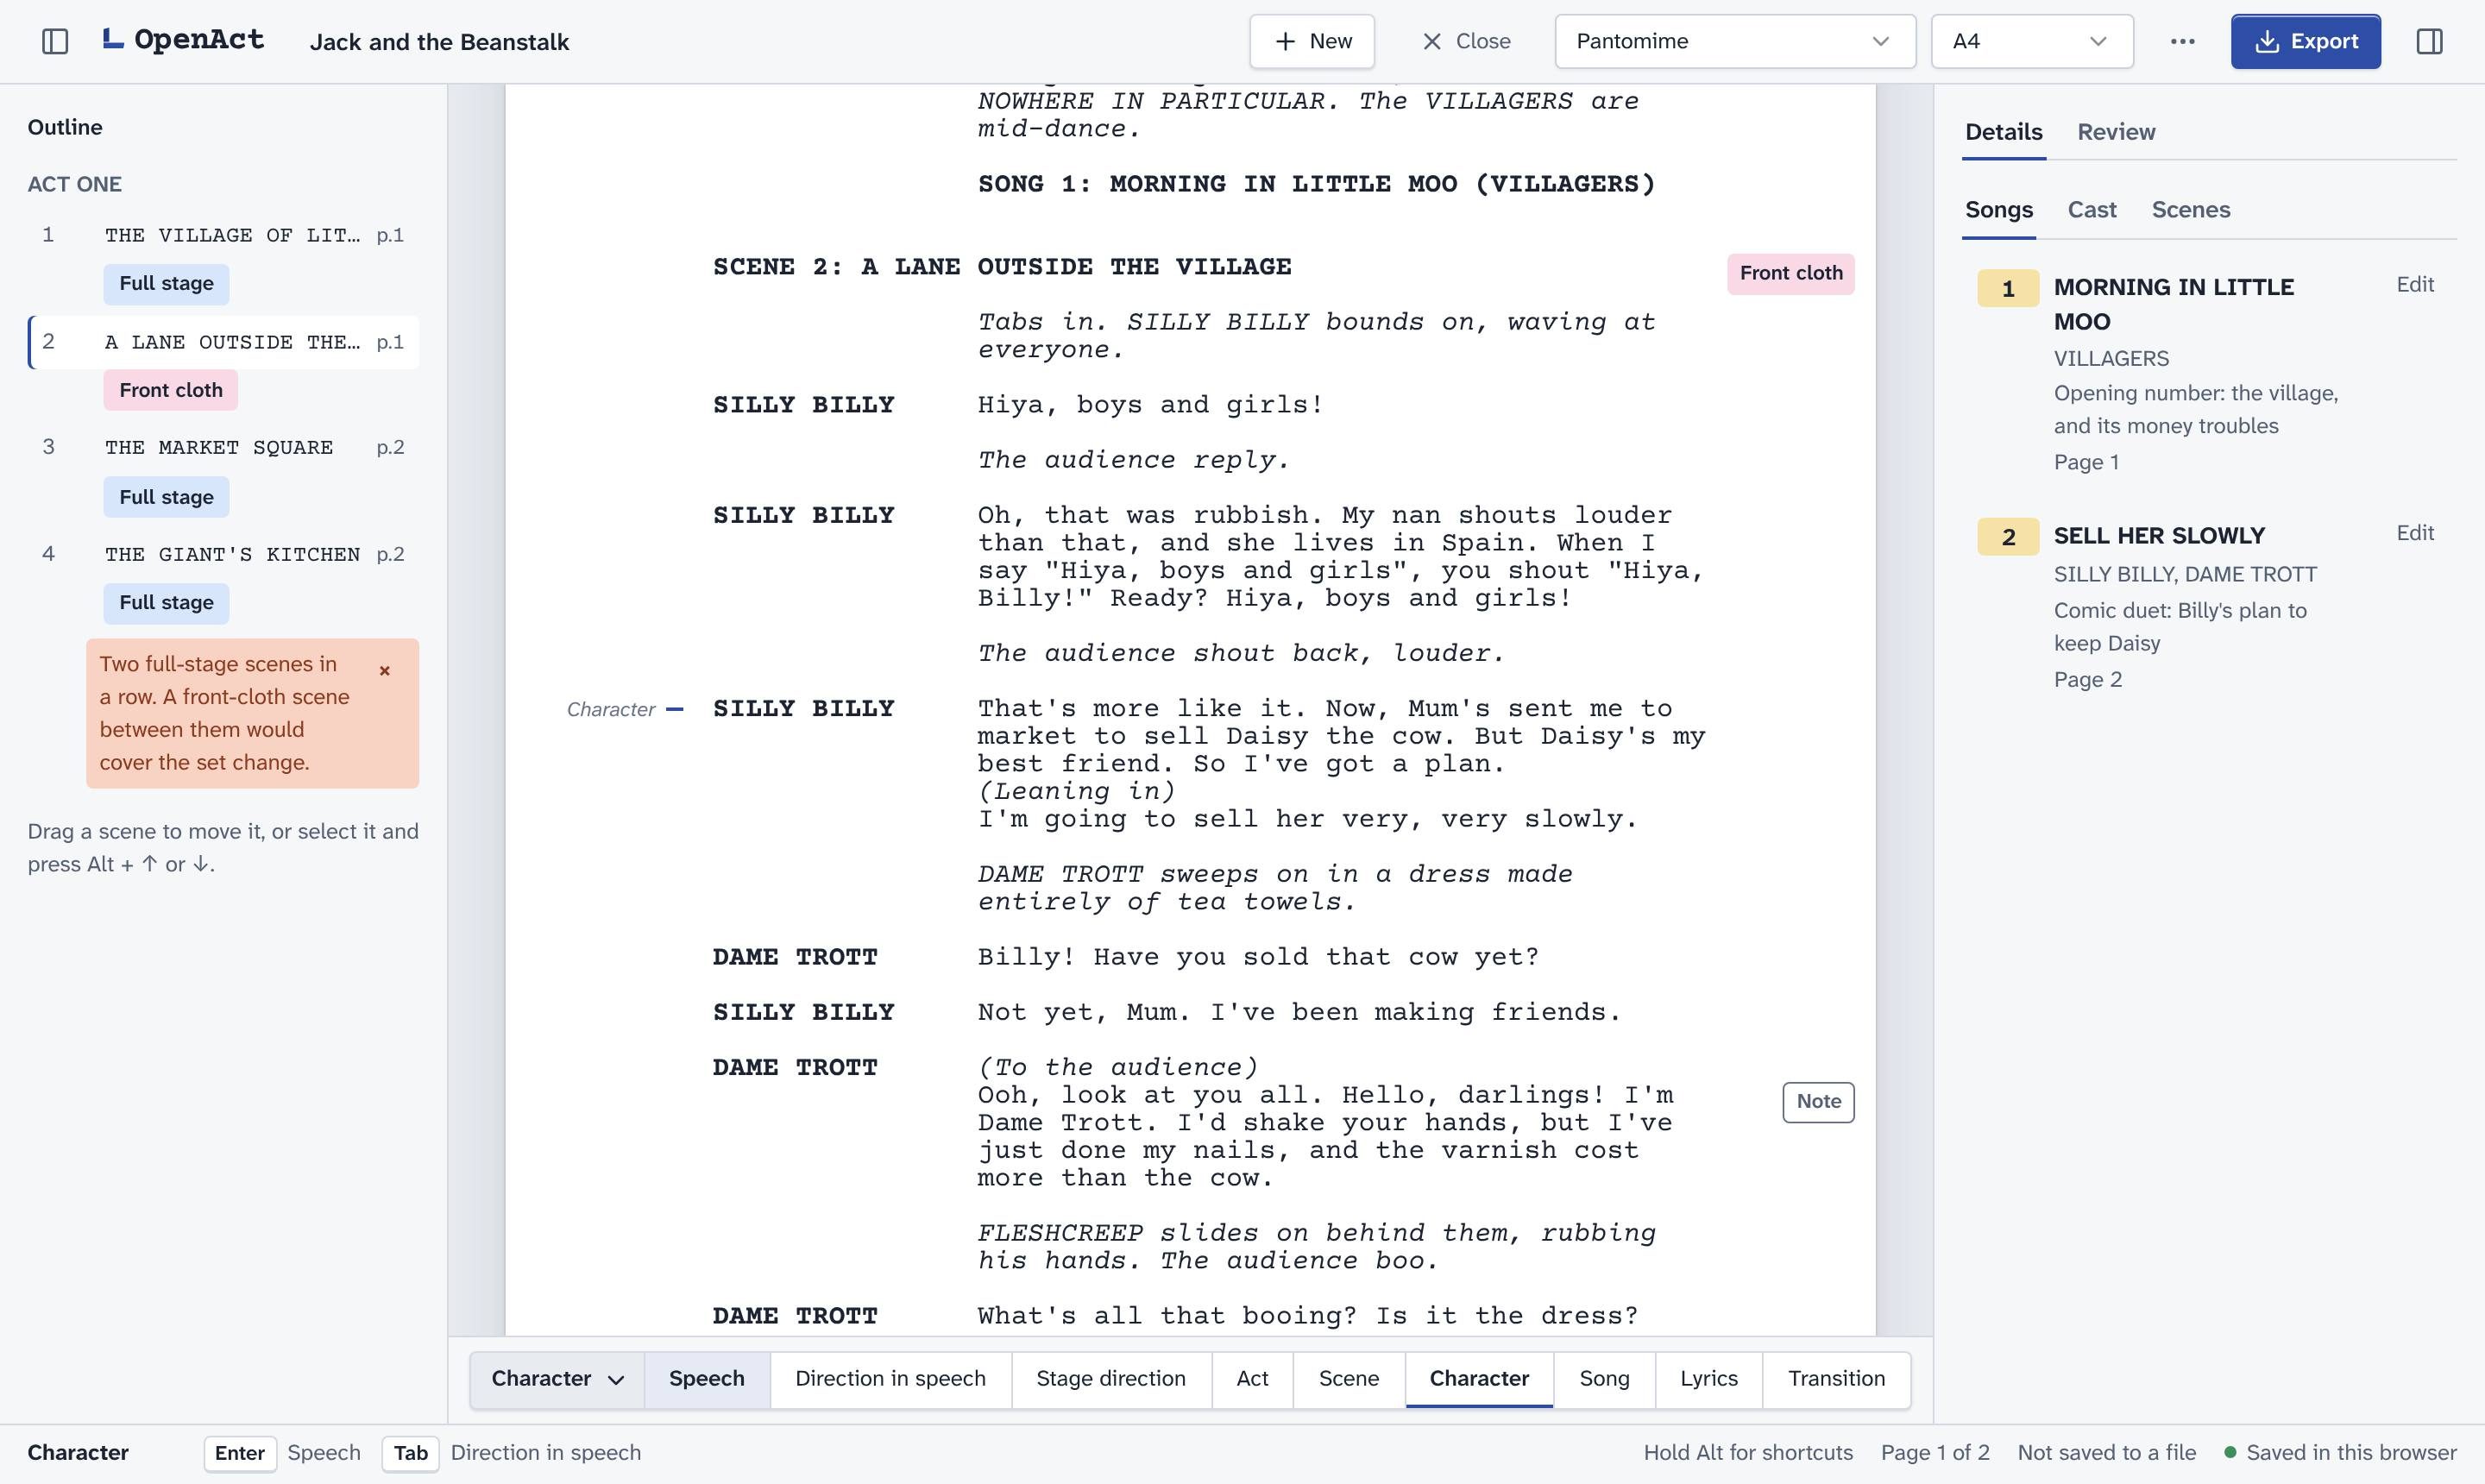 OpenAct
Jack and the Beanstalk
New
Close
Pantomime
A4
Export
Outline
ACT ONE
1 THE VILLAGE OF LIT… p.1
Full stage
2 A LANE OUTSIDE THE… p.1
Front cloth
3 THE MARKET SQUARE p.2
Full stage
4 THE GIANT'S KITCHEN p.2
Full stage
Two full-stage scenes in
a row. A front-cloth scene
between them would
cover the set change.
×
Drag a scene to move it, or select it and
press Alt + ↑ or ↓.
NOWHERE IN PARTICULAR. The VILLAGERS are
mid-dance.
SONG 1: MORNING IN LITTLE MOO (VILLAGERS)
SCENE 2: A LANE OUTSIDE THE VILLAGE
Front cloth
Tabs in. SILLY BILLY bounds on, waving at
everyone.
SILLY BILLY Hiya, boys and girls!
The audience reply.
SILLY BILLY Oh, that was rubbish. My nan shouts louder
than that, and she lives in Spain. When I
say "Hiya, boys and girls", you shout "Hiya,
Billy!" Ready? Hiya, boys and girls!
The audience shout back, louder.
Character SILLY BILLY That's more like it. Now, Mum's sent me to
market to sell Daisy the cow. But Daisy's my
best friend. So I've got a plan.
(Leaning in)
I'm going to sell her very, very slowly.
DAME TROTT sweeps on in a dress made
entirely of tea towels.
DAME TROTT Billy! Have you sold that cow yet?
SILLY BILLY Not yet, Mum. I've been making friends.
DAME TROTT (To the audience)
Ooh, look at you all. Hello, darlings! I'm
Dame Trott. I'd shake your hands, but I've
just done my nails, and the varnish cost
more than the cow.
Note
FLESHCREEP slides on behind them, rubbing
his hands. The audience boo.
DAME TROTT What's all that booing? Is it the dress?
Character Speech Direction in speech Stage direction Act Scene Character Song Lyrics Transition
Details Review
Songs Cast Scenes
1 MORNING IN LITTLE Edit
MOO
VILLAGERS
Opening number: the village,
and its money troubles
Page 1
2 SELL HER SLOWLY Edit
SILLY BILLY, DAME TROTT
Comic duet: Billy's plan to
keep Daisy
Page 2
Character Enter Speech Tab Direction in speech
Hold Alt for shortcuts Page 1 of 2 Not saved to a file Saved in this browser